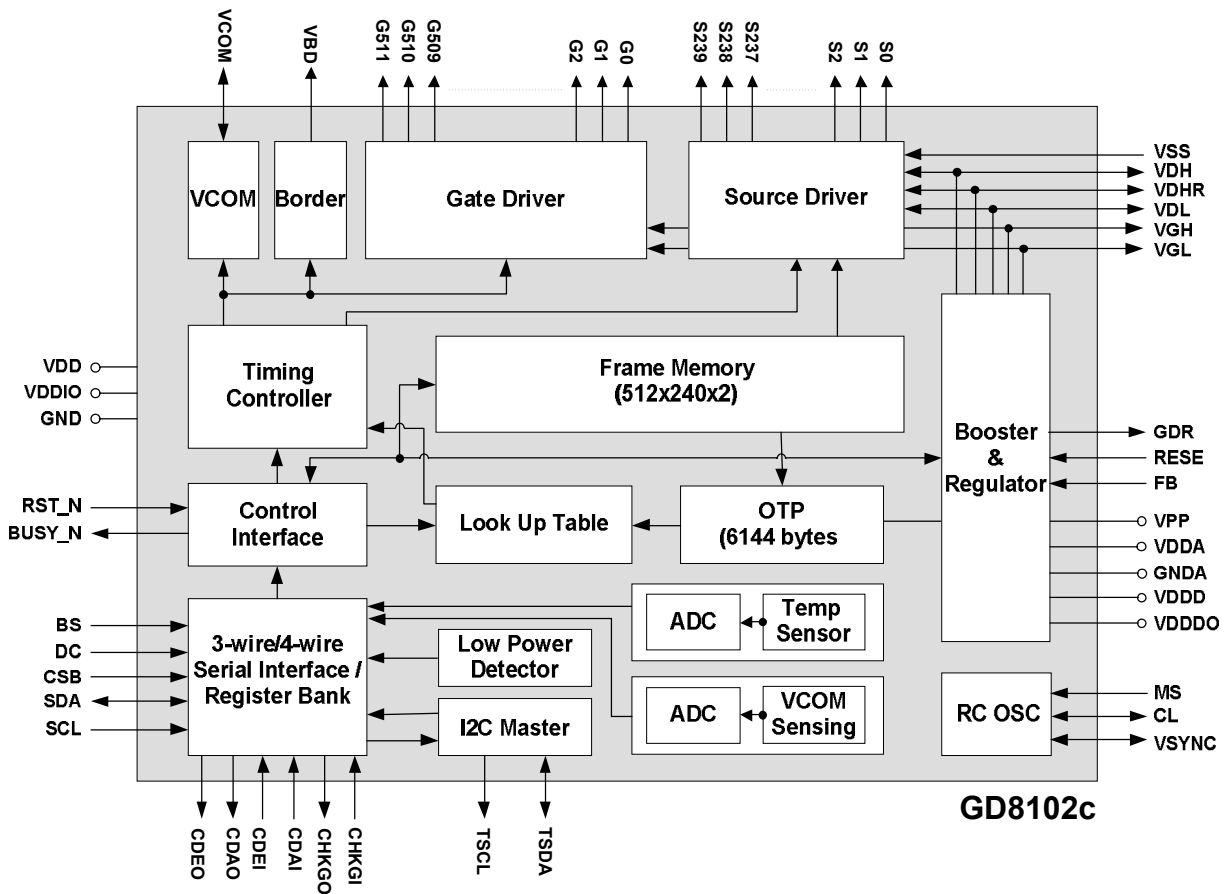 VCOM
VBD
G511
G510
G509
G2
G1
G0
S239
S238
S237
S2
S1
S0
VCOM
Border
Gate Driver
Source Driver
VSS
VDH
VDHR
VDL
VGH
VGL
VDD
VDDIO
GND
Timing
Controller
Frame Memory
(512x240x2)
Booster
&
Regulator
GDR
RESE
FB
VPP
VDDA
GNDA
VDDD
VDDDO
RST_N
BUSY_N
Control
Interface
Look Up Table
OTP
(6144 bytes
BS
DC
CSB
SDA
SCL
3-wire/4-wire
Serial Interface /
Register Bank
Low Power
Detector
I2C Master
ADC
Temp
Sensor
ADC
VCOM
Sensing
RC OSC
MS
CL
VSYNC
GD8102c
CDEO
CDAO
CDEI
CDAI
CHKGO
CHKGI
TSCL
TSDA